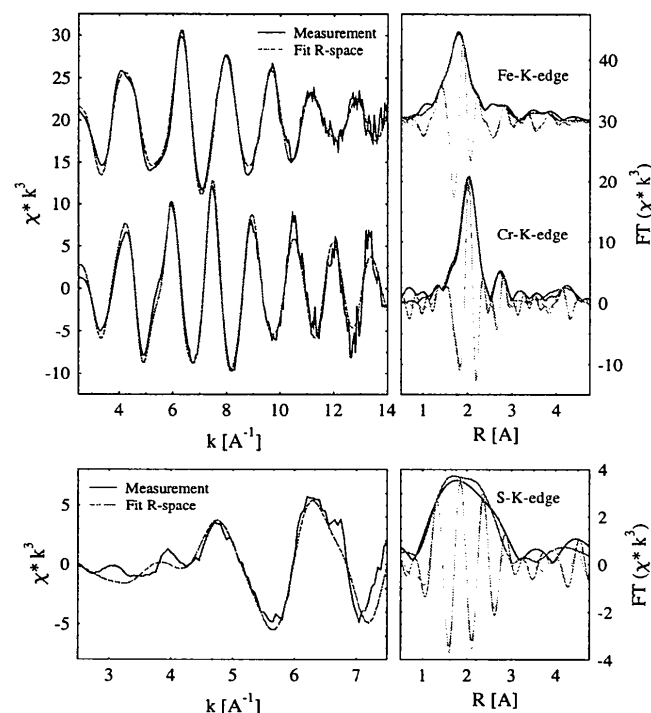 Measurement
Fit R-space
Fe-K-edge
Cr-K-edge
χ* k³
30
25
20
15
10
5
0
-5
-10
4 6 8 10 12 14
k [A⁻¹]
40
30
20
10
0
-10
FT (χ* k³)
1 2 3 4
R [A]
Measurement
Fit R-space
S-K-edge
χ* k³
5
0
-5
3 4 5 6 7
k [A⁻¹]
4
2
0
-2
-4
FT (χ* k³)
1 2 3 4
R [A]